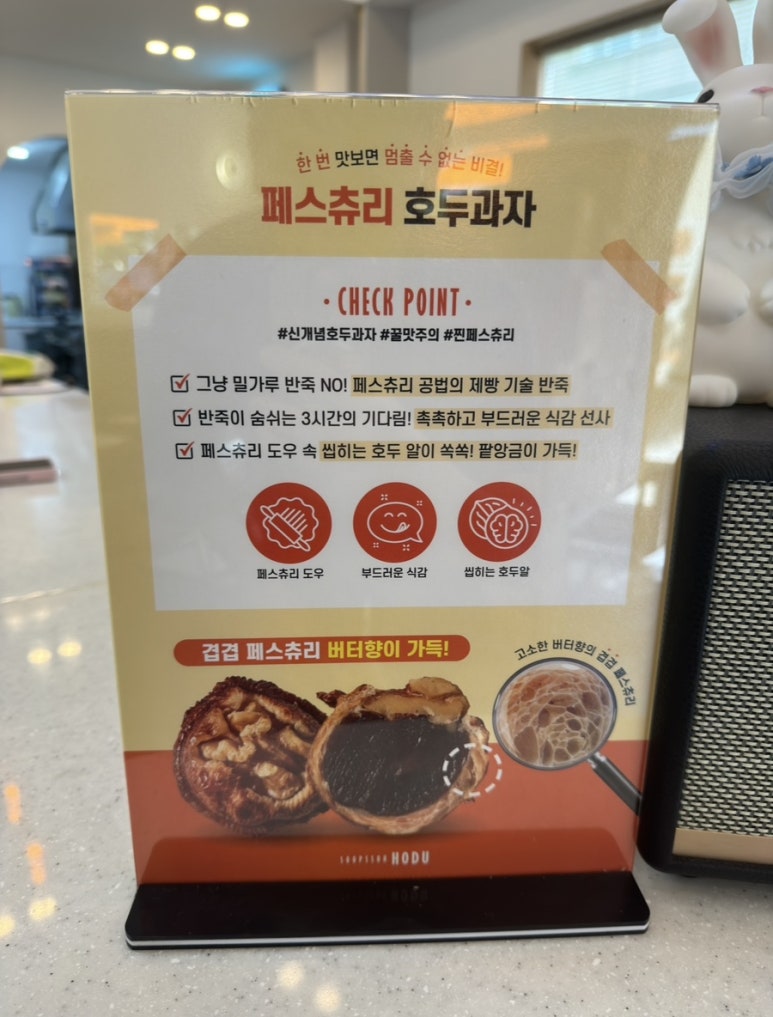 한 번 맛보면 멈출 수 없는 비결!
페스츄리 호두과자
· CHECK POINT ·
#신개념호두과자 #꿀맛주의 #찐페스츄리
그냥 밀가루 반죽 NO! 페스츄리 공법의 제빵 기술 반죽
반죽이 숨쉬는 3시간의 기다림! 촉촉하고 부드러운 식감 선사
페스츄리 도우 속 씹히는 호두 알이 쏙쏙! 팥앙금이 가득!
페스츄리 도우 부드러운 식감 씹히는 호두알
겹겹 페스츄리 버터향이 가득!
고소한 버터향의 겹겹 페스츄리
HODU